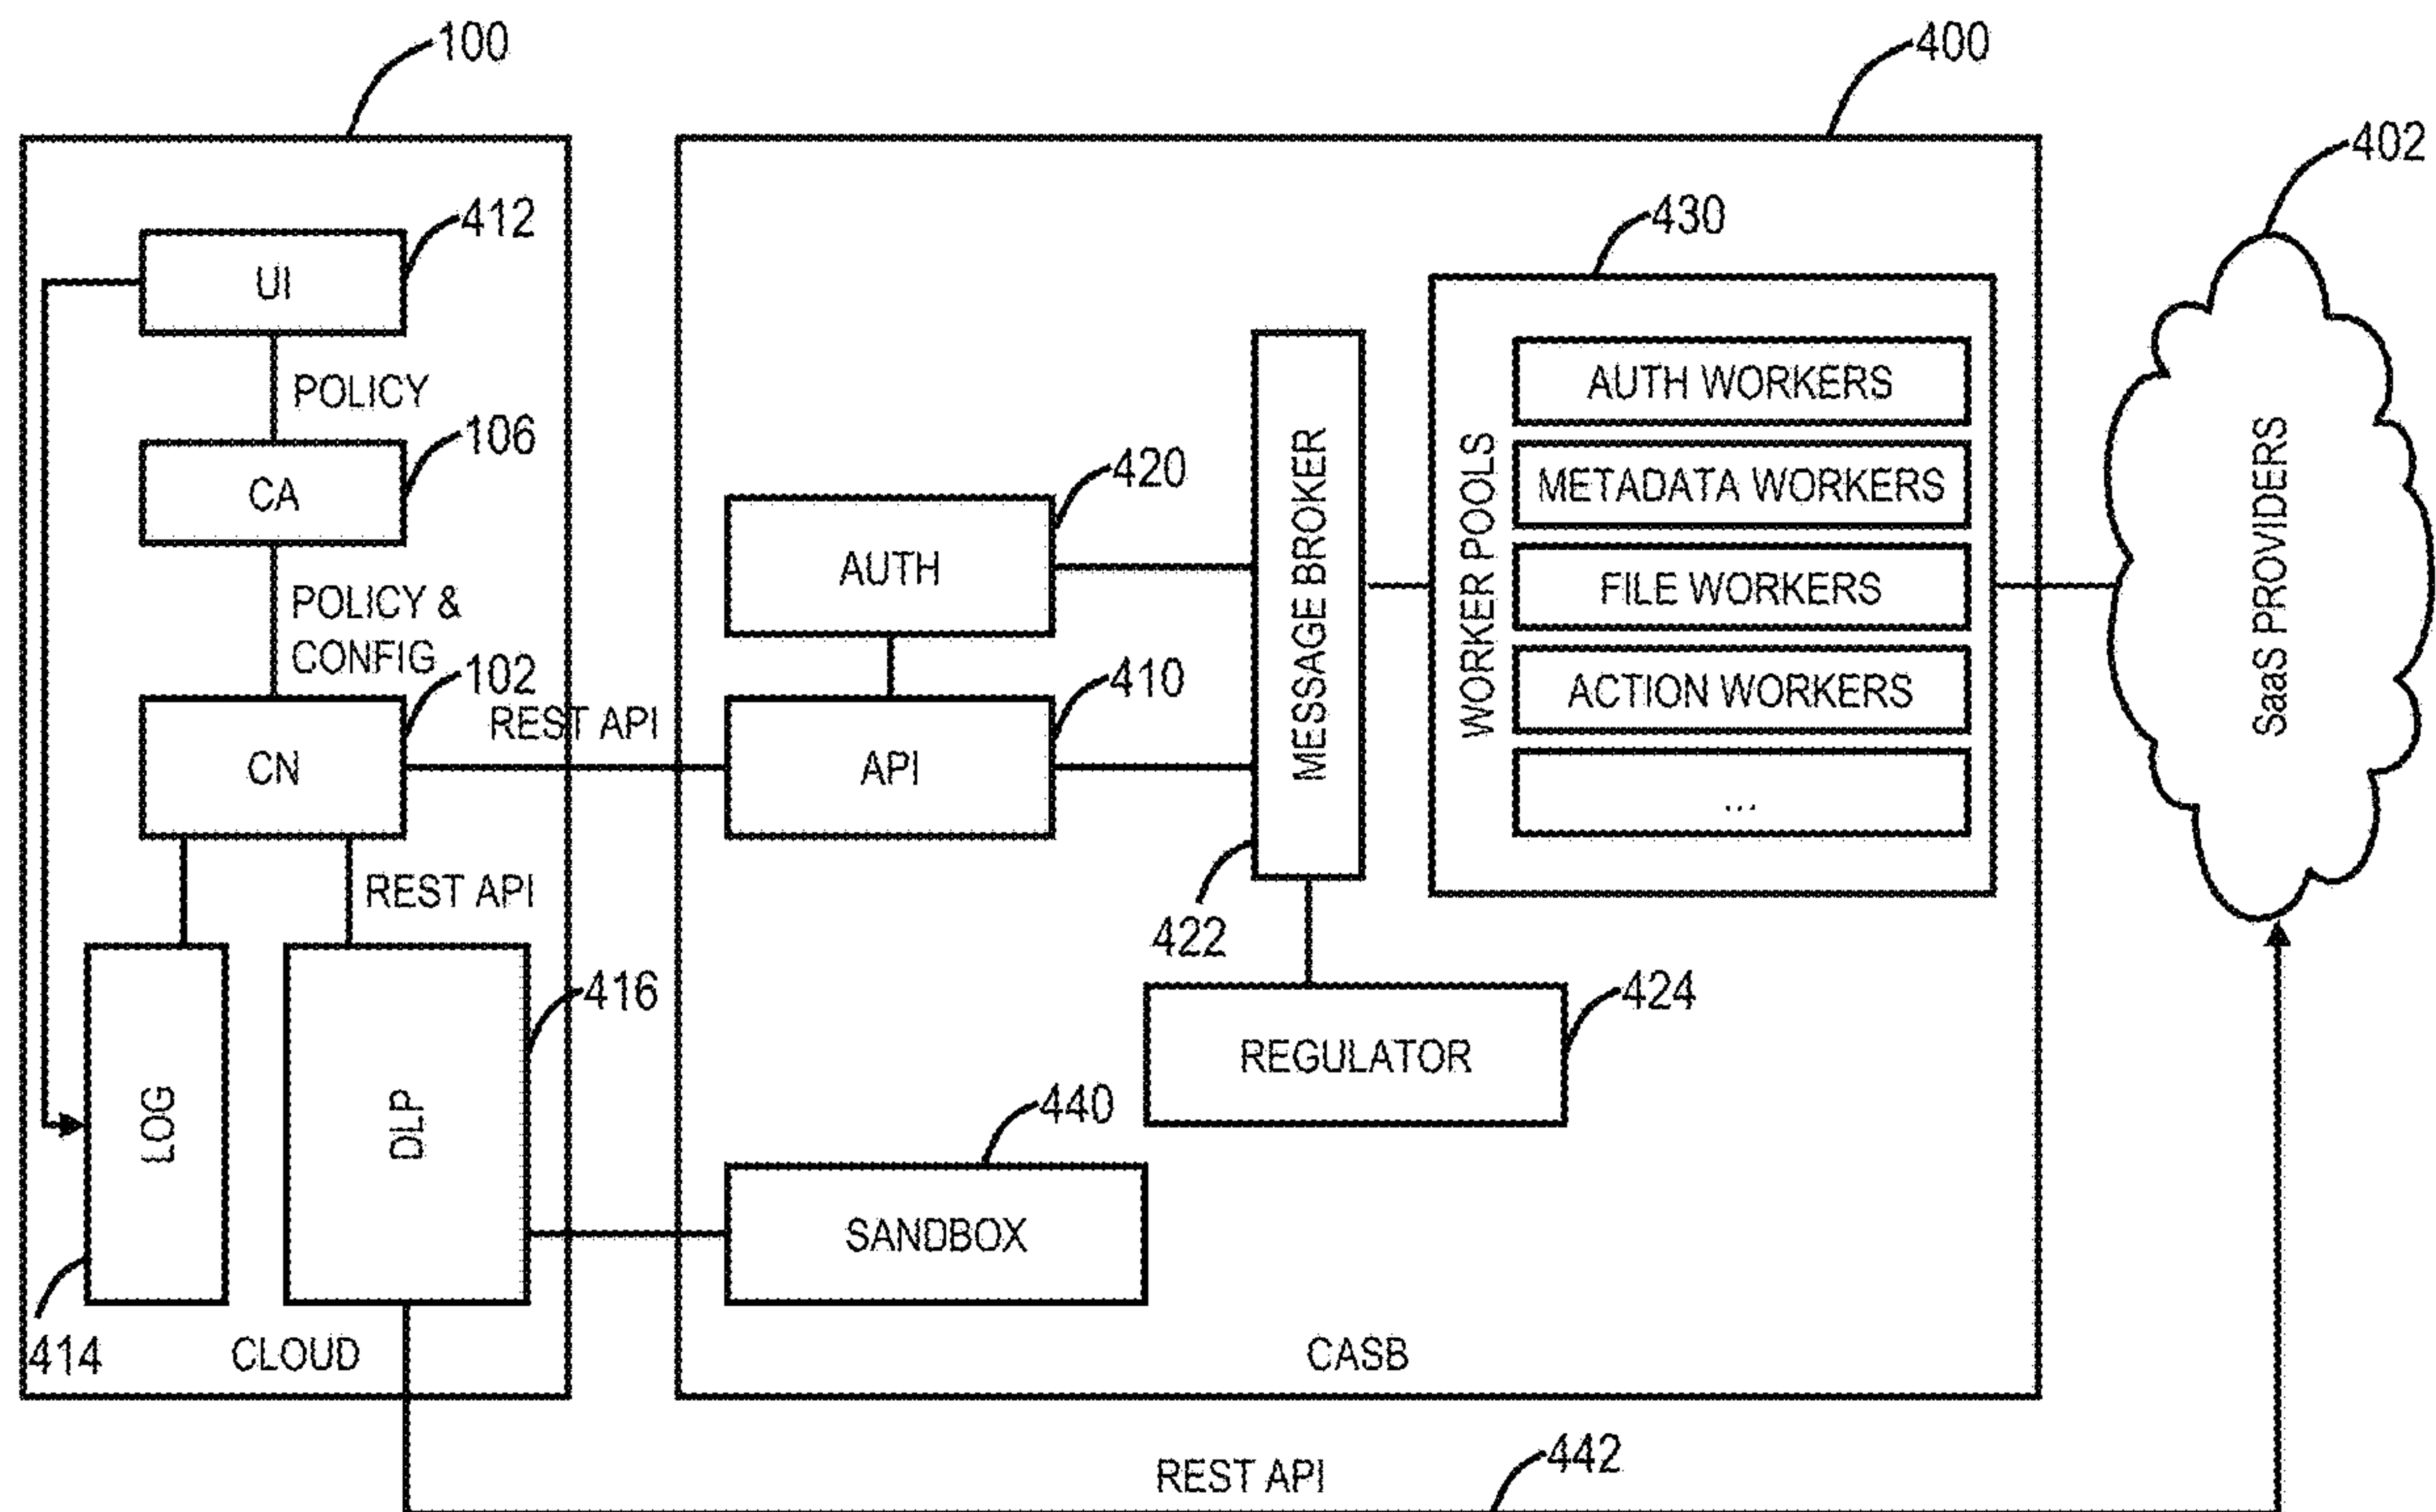 100
400
402
412
UI
POLICY
106
CA
POLICY &
CONFIG
102
CN
REST API
REST API
LOG
414
DLP
416
CLOUD
420
AUTH
410
API
MESSAGE BROKER
422
430
WORKER POOLS
AUTH WORKERS
METADATA WORKERS
FILE WORKERS
ACTION WORKERS
...
424
REGULATOR
440
SANDBOX
CASB
SaaS PROVIDERS
REST API
442